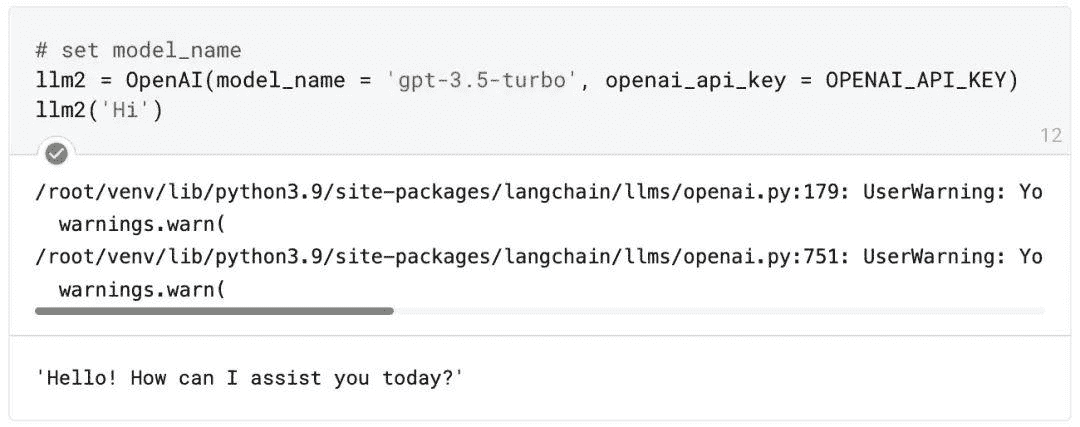 # set model_name
llm2 = OpenAI(model_name = 'gpt-3.5-turbo', openai_api_key = OPENAI_API_KEY)
llm2('Hi')
12
/root/venv/lib/python3.9/site-packages/langchain/llms/openai.py:179: UserWarning: Yo
warnings.warn(
/root/venv/lib/python3.9/site-packages/langchain/llms/openai.py:751: UserWarning: Yo
warnings.warn(
'Hello! How can I assist you today?'